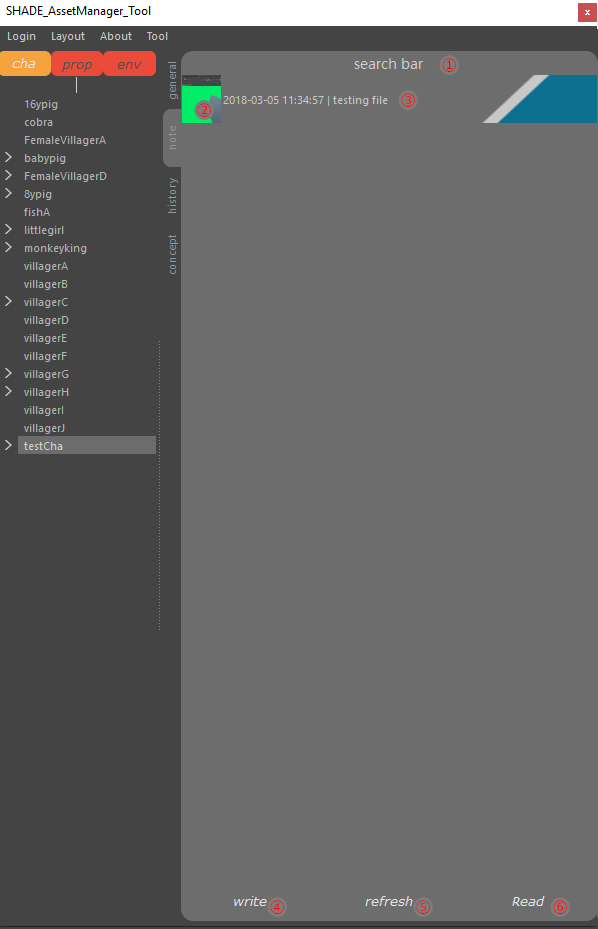 SHADE_AssetManager_Tool x
Login Layout About Tool
cha prop env
16ypig
cobra
FemaleVillagerA
babypig
FemaleVillagerD
8ypig
fishA
littlegirl
monkeyking
villagerA
villagerB
villagerC
villagerD
villagerE
villagerF
villagerG
villagerH
villagerI
villagerJ
testCha
general
note
history
concept
search bar ①
② 2018-03-05 11:34:57 | testing file ③
write ④ refresh ⑤ Read ⑥